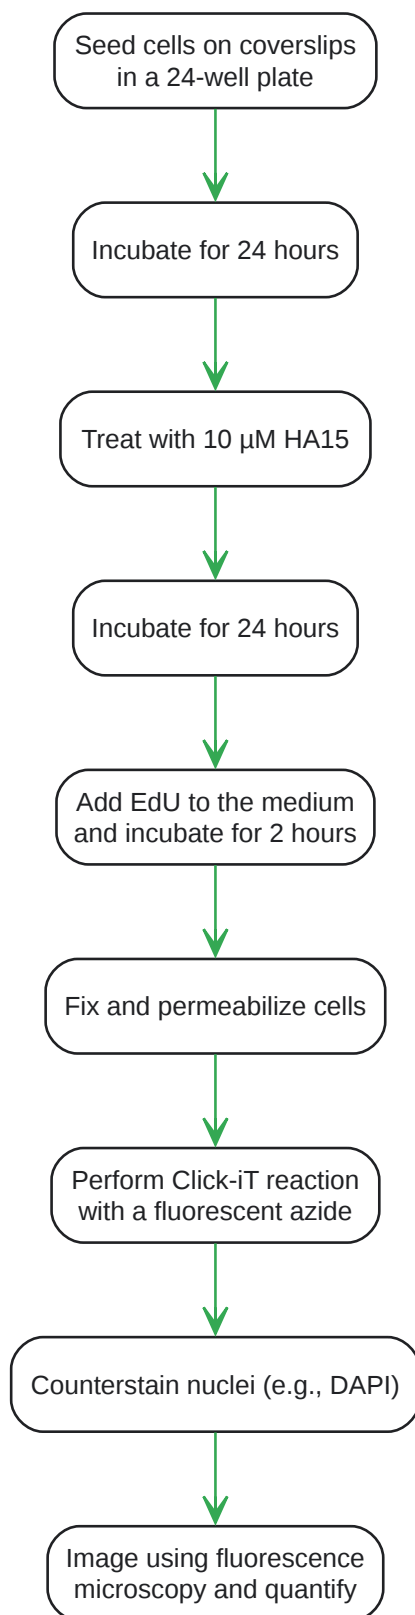 Seed cells on coverslips
in a 24-well plate
Incubate for 24 hours
Treat with 10 µM HA15
Incubate for 24 hours
Add EdU to the medium
and incubate for 2 hours
Fix and permeabilize cells
Perform Click-iT reaction
with a fluorescent azide
Counterstain nuclei (e.g., DAPI)
Image using fluorescence
microscopy and quantify